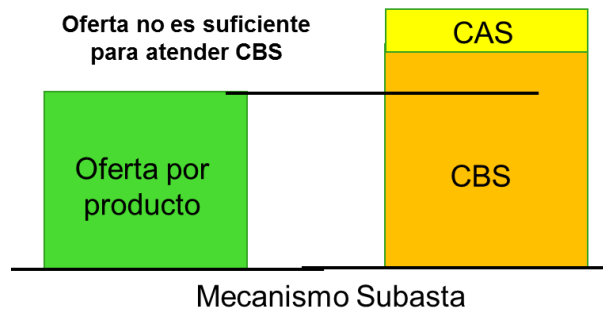 Oferta no es suficiente
para atender CBS
CAS
Oferta por
producto
CBS
Mecanismo Subasta